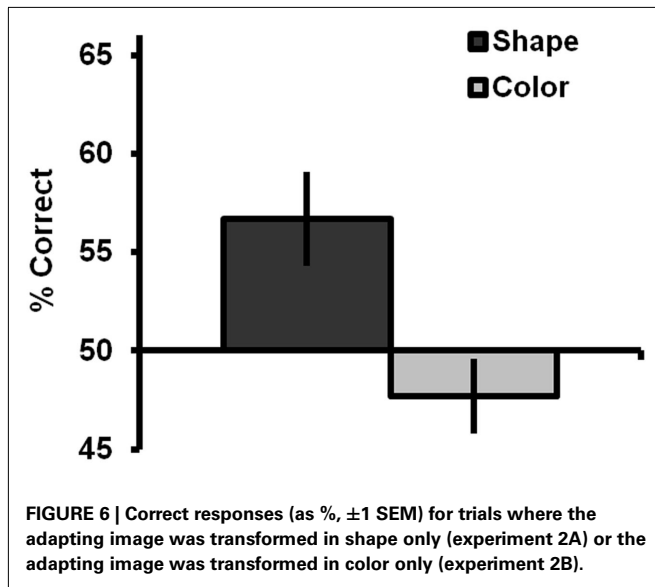 65
60
55
50
45
% Correct
Shape
Color
FIGURE 6 | Correct responses (as %, ±1 SEM) for trials where the
adapting image was transformed in shape only (experiment 2A) or the
adapting image was transformed in color only (experiment 2B).